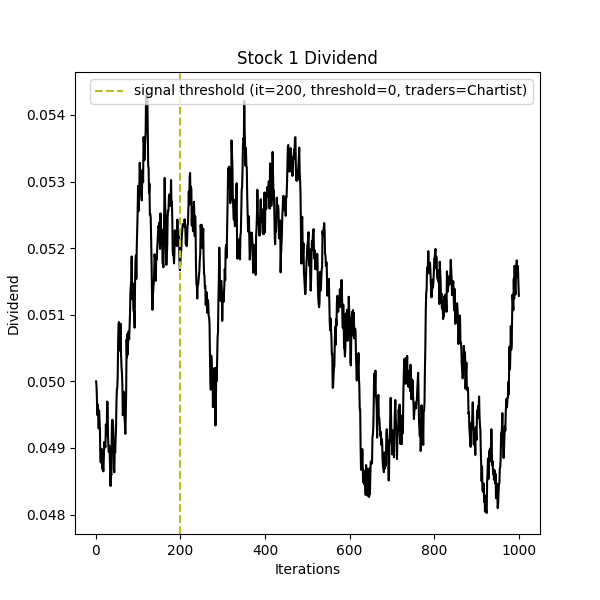 Stock 1 Dividend
signal threshold (it=200, threshold=0, traders=Chartist)
0.054
0.053
0.052
0.051
0.050
0.049
0.048
Dividend
0 200 400 600 800 1000
Iterations